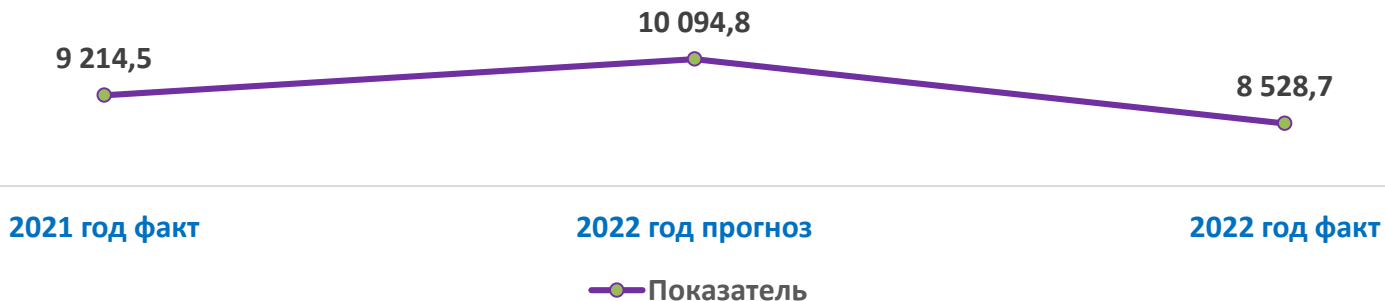 10 094,8
9 214,5
8 528,7
2021 год факт
2022 год прогноз
2022 год факт
Показатель